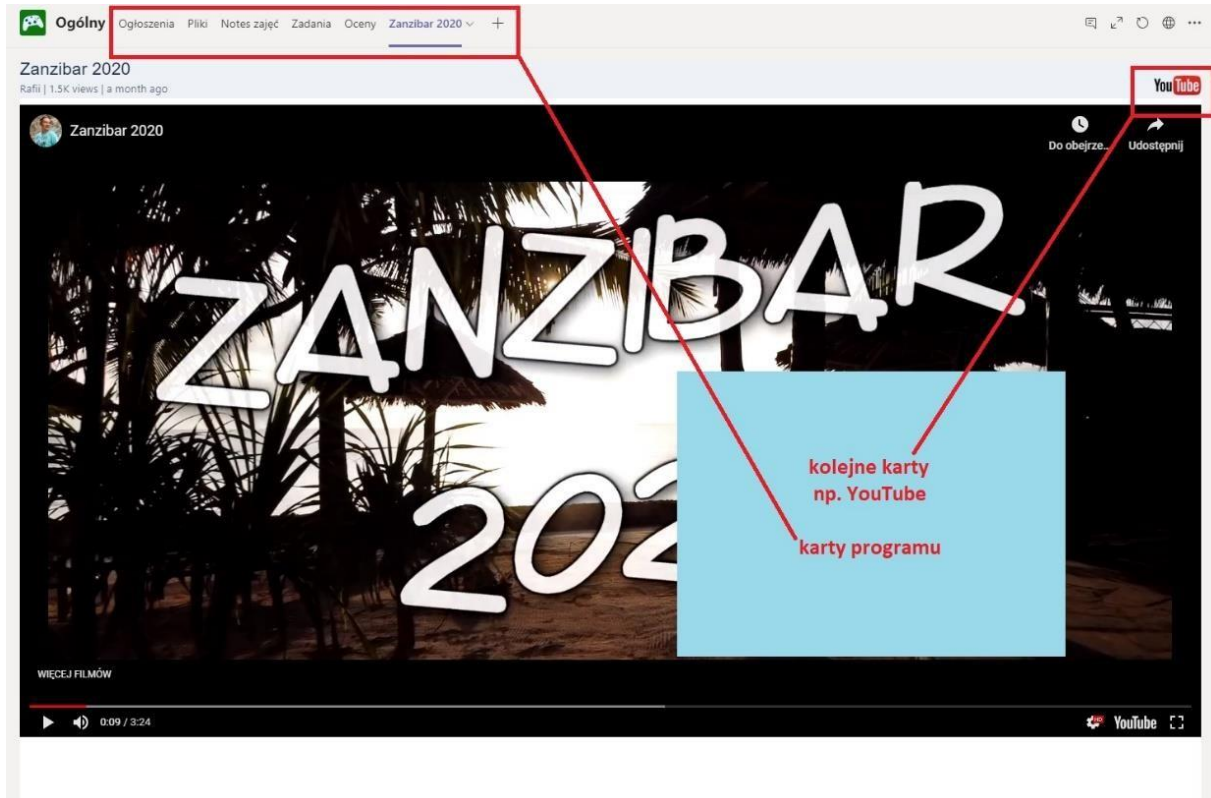 Ogólny Ogłoszenia Pliki Notes zajęć Zadania Oceny Zanzibar 2020
Zanzibar 2020
Rafii | 1.5K views | a month ago
YouTube
Zanzibar 2020
Do obejrze... Udostępnij
ZANZIBAR
202
kolejne karty
np. YouTube
karty programu
WIĘCEJ FILMÓW
0:09 / 3:24
HD YouTube